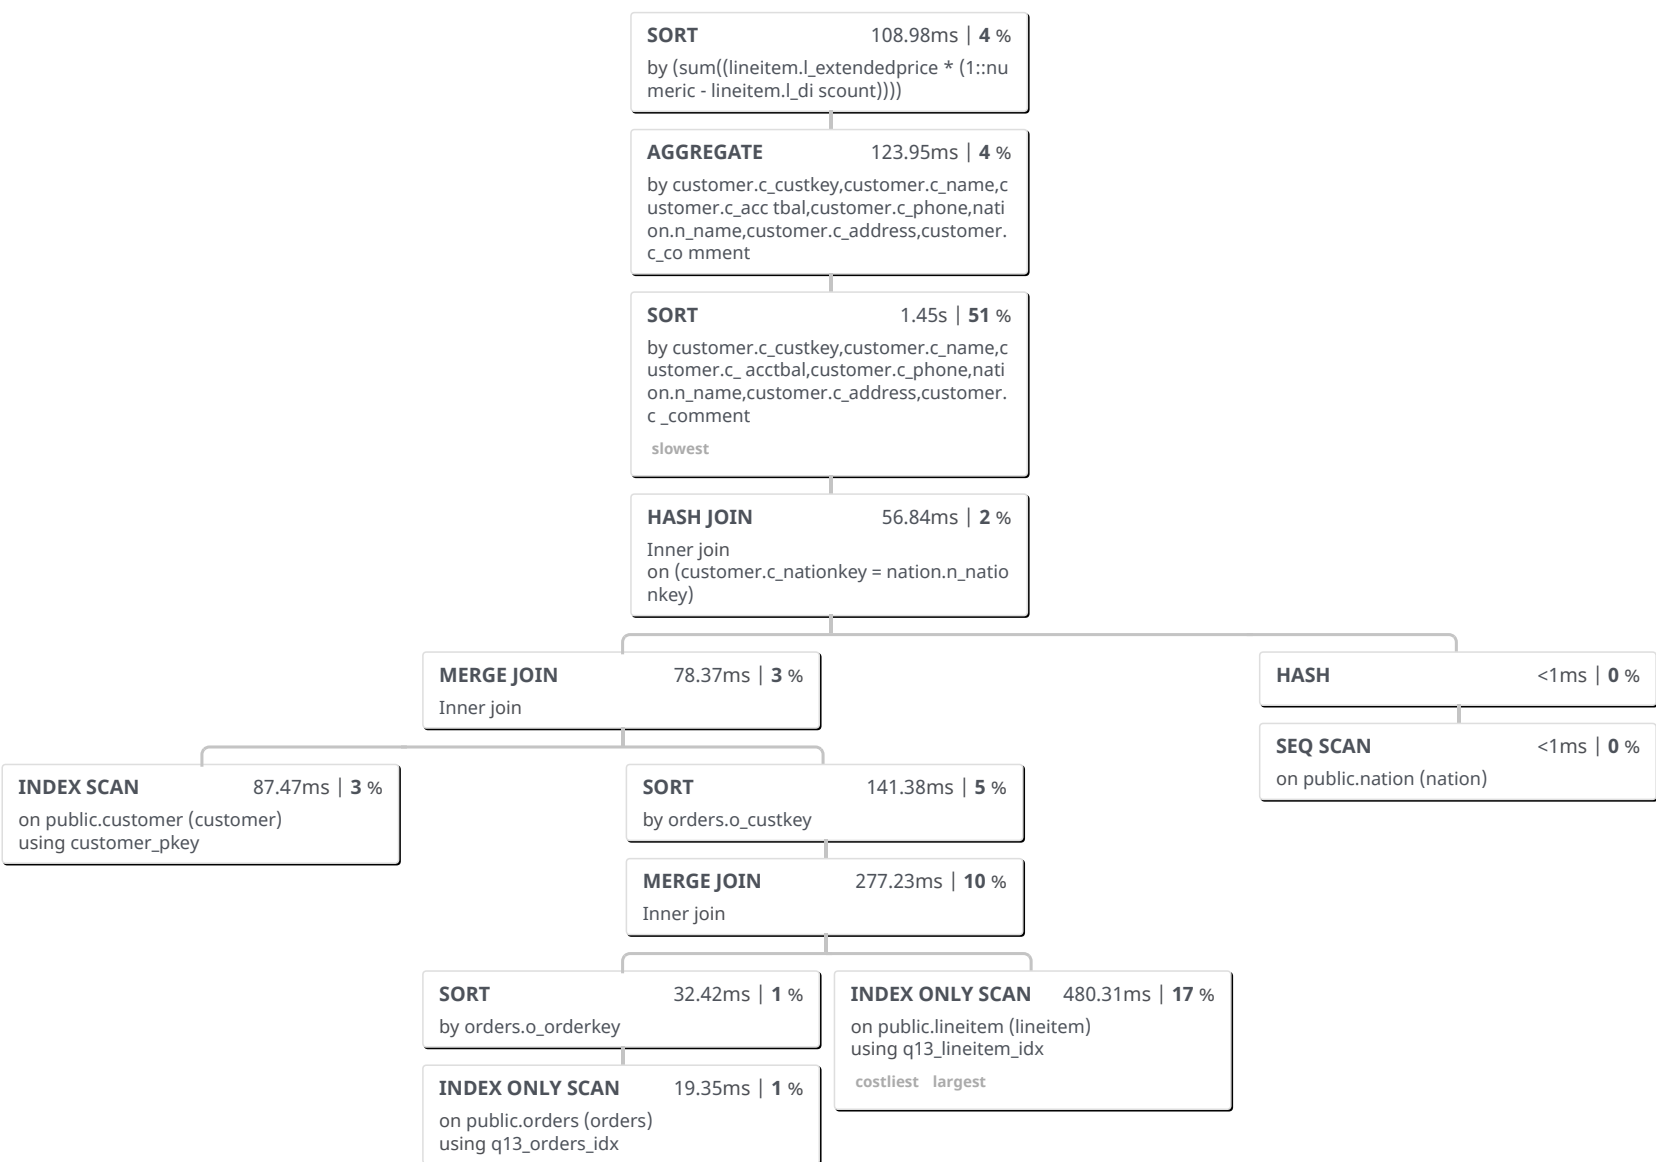 SORT 108.98ms | 4 %
by (sum((lineitem.l_extendedprice * (1::nu
meric - lineitem.l_di scount))))
AGGREGATE 123.95ms | 4 %
by customer.c_custkey,customer.c_name,c
ustomer.c_acc tbal,customer.c_phone,nati
on.n_name,customer.c_address,customer.
c_co mment
SORT 1.45s | 51 %
by customer.c_custkey,customer.c_name,c
ustomer.c_ acctbal,customer.c_phone,nati
on.n_name,customer.c_address,customer.
c _comment
slowest
HASH JOIN 56.84ms | 2 %
Inner join
on (customer.c_nationkey = nation.n_natio
nkey)
MERGE JOIN 78.37ms | 3 %
Inner join
HASH <1ms | 0 %
SEQ SCAN <1ms | 0 %
on public.nation (nation)
INDEX SCAN 87.47ms | 3 %
on public.customer (customer)
using customer_pkey
SORT 141.38ms | 5 %
by orders.o_custkey
MERGE JOIN 277.23ms | 10 %
Inner join
SORT 32.42ms | 1 %
by orders.o_orderkey
INDEX ONLY SCAN 480.31ms | 17 %
on public.lineitem (lineitem)
using q13_lineitem_idx
costliest largest
INDEX ONLY SCAN 19.35ms | 1 %
on public.orders (orders)
using q13_orders_idx